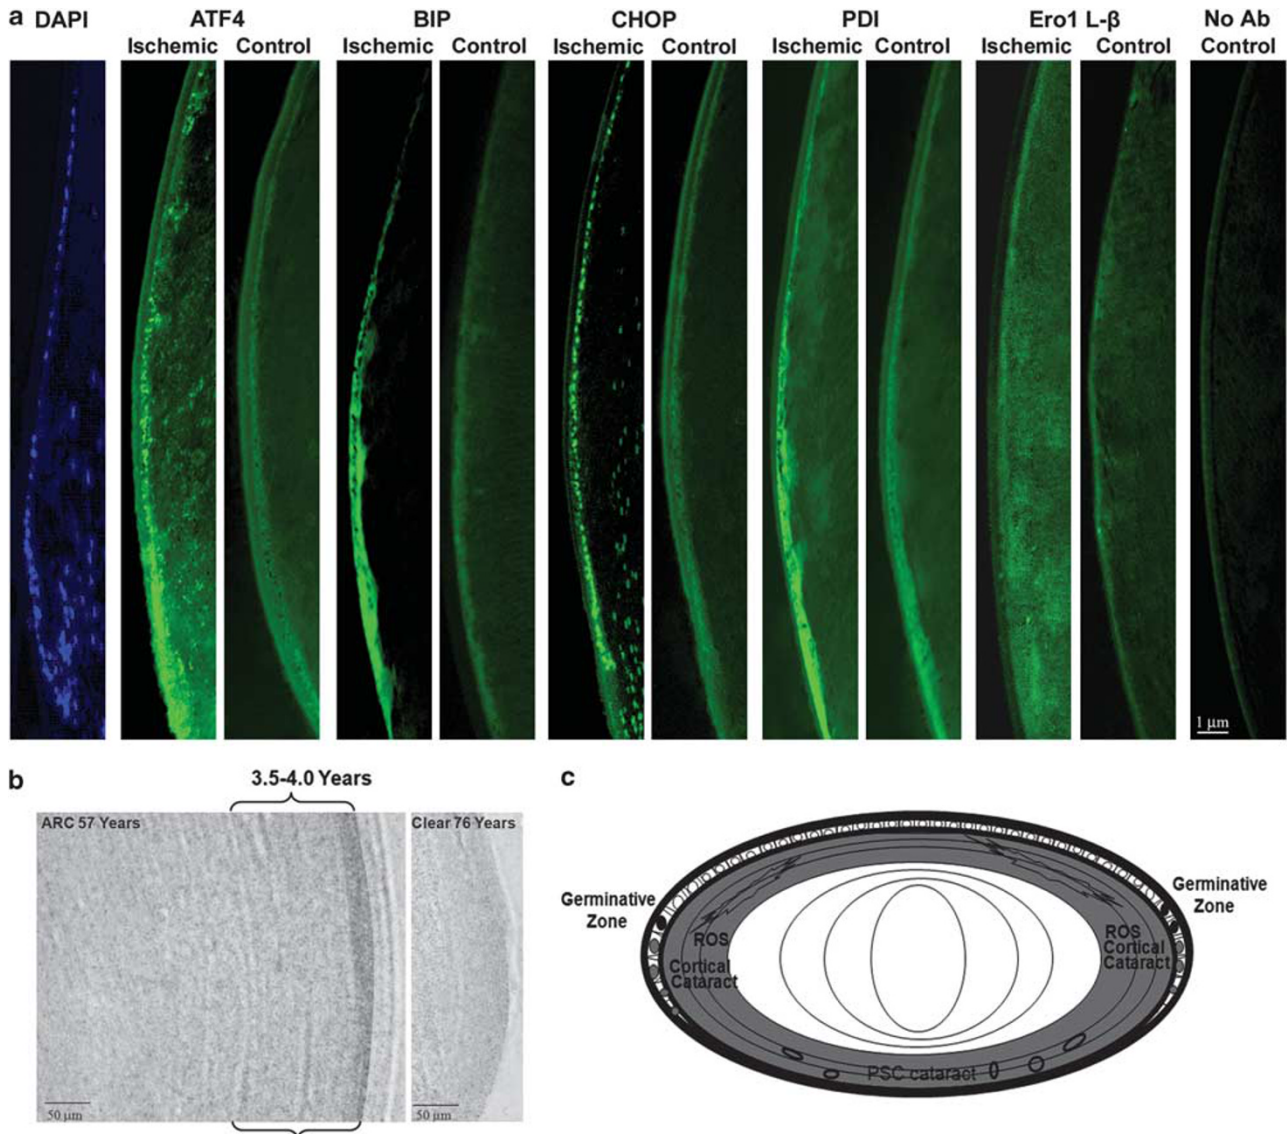 a DAPI ATF4 BIP CHOP PDI Ero1 L-β No Ab
Ischemic Control Ischemic Control Ischemic Control Ischemic Control Ischemic Control Control
1 μm
b
3.5-4.0 Years
ARC 57 Years
Clear 76 Years
50 μm
50 μm
c
Germinative
Zone
Germinative
Zone
ROS
Cortical
Cataract
ROS
Cortical
Cataract
PSC cataract